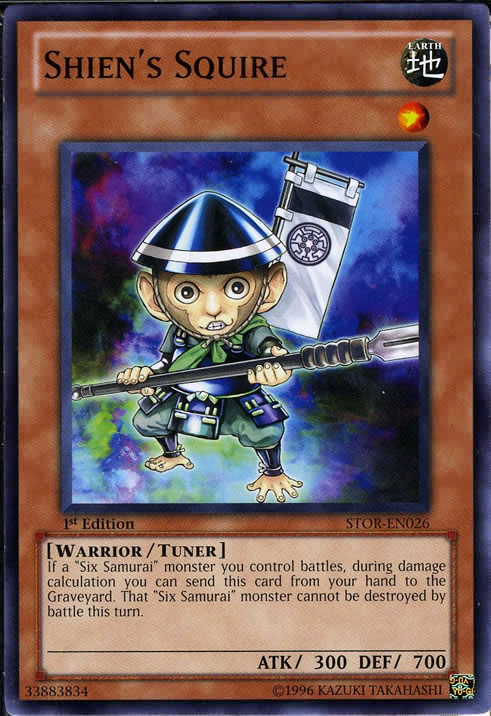 SHIEN'S SQUIRE
EARTH
地
1st Edition
STOR-EN026
[WARRIOR/TUNER]
If a "Six Samurai" monster you control battles, during damage
calculation you can send this card from your hand to the
Graveyard. That "Six Samurai" monster cannot be destroyed by
battle this turn.
ATK/ 300 DEF/ 700
33883834
©1996 KAZUKI TAKAHASHI